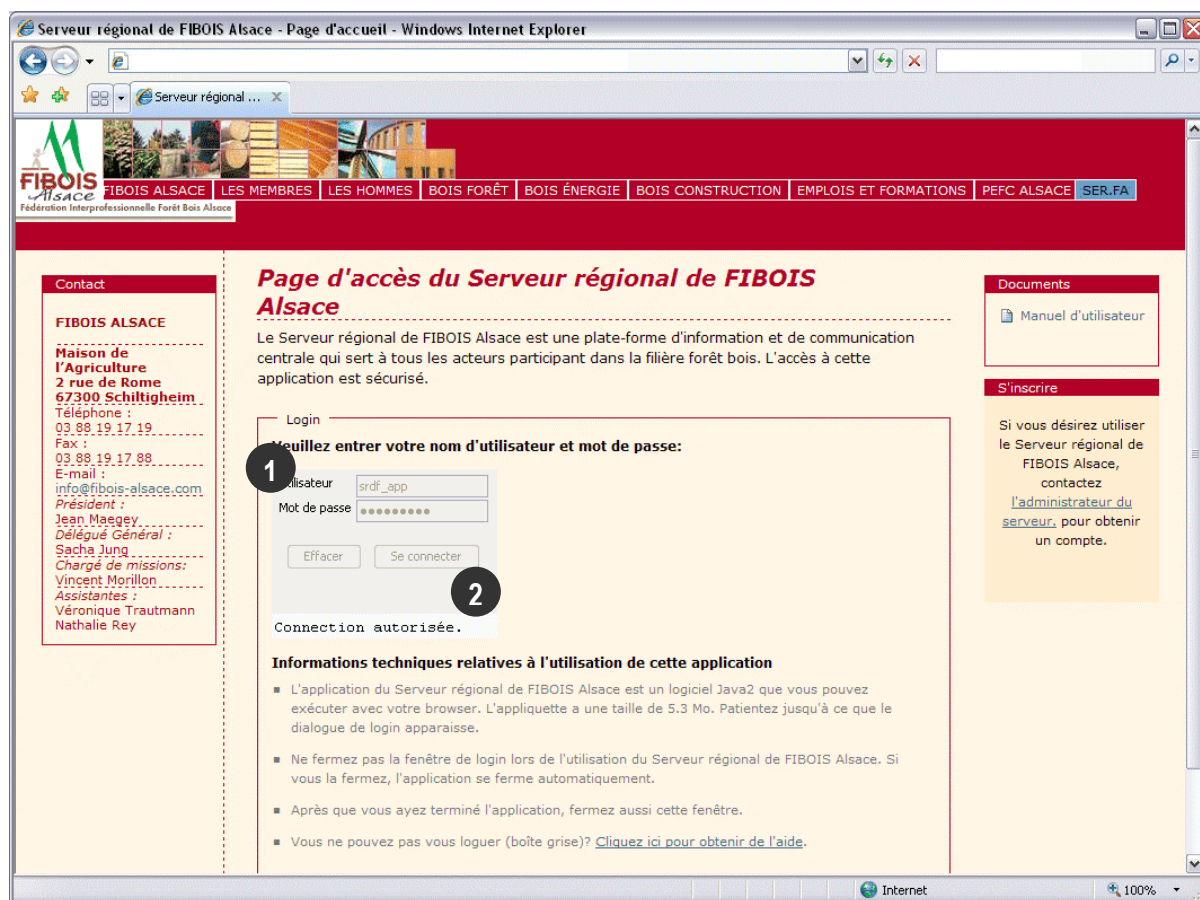 Serveur régional de FIBOIS Alsace - Page d'accueil - Windows Internet Explorer
Serveur régional ...
FIBOIS
Alsace
Fédération Interprofessionnelle Forêt Bois Alsace
FIBOIS ALSACE LES MEMBRES LES HOMMES BOIS FORÊT BOIS ÉNERGIE BOIS CONSTRUCTION EMPLOIS ET FORMATIONS PEFC ALSACE SER.FA
Contact
FIBOIS ALSACE
Maison de
l'Agriculture
2 rue de Rome
67300 Schiltigheim
Téléphone :
03 88 19 17 19
Fax :
03 88 19 17 88
E-mail :
info@fibois-alsace.com
Président :
Jean Maegey
Délégué Général :
Sacha Jung
Chargé de missions:
Vincent Morillon
Assistantes :
Véronique Trautmann
Nathalie Rey
Page d'accès du Serveur régional de FIBOIS
Alsace
Le Serveur régional de FIBOIS Alsace est une plate-forme d'information et de communication
centrale qui sert à tous les acteurs participant dans la filière forêt bois. L'accès à cette
application est sécurisé.
Login
Veuillez entrer votre nom d'utilisateur et mot de passe:
1
Utilisateur srdf_app
Mot de passe
Effacer Se connecter
2
Connection autorisée.
Informations techniques relatives à l'utilisation de cette application
L'application du Serveur régional de FIBOIS Alsace est un logiciel Java2 que vous pouvez
exécuter avec votre browser. L'appliquette a une taille de 5.3 Mo. Patientez jusqu'à ce que le
dialogue de login apparaisse.
Ne fermez pas la fenêtre de login lors de l'utilisation du Serveur régional de FIBOIS Alsace. Si
vous la fermez, l'application se ferme automatiquement.
Après que vous ayez terminé l'application, fermez aussi cette fenêtre.
Vous ne pouvez pas vous loguer (boîte grise)? Cliquez ici pour obtenir de l'aide.
Documents
Manuel d'utilisateur
S'inscrire
Si vous désirez utiliser
le Serveur régional de
FIBOIS Alsace,
contactez
l'administrateur du
serveur. pour obtenir
un compte.
Internet
100%